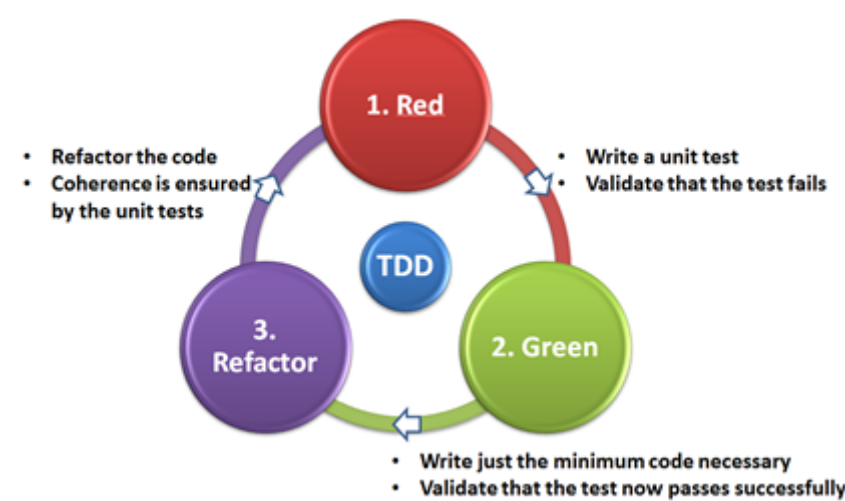 1. Red
• Refactor the code
• Coherence is ensured
by the unit tests
• Write a unit test
• Validate that the test fails
TDD
3.
Refactor
2. Green
• Write just the minimum code necessary
• Validate that the test now passes successfully